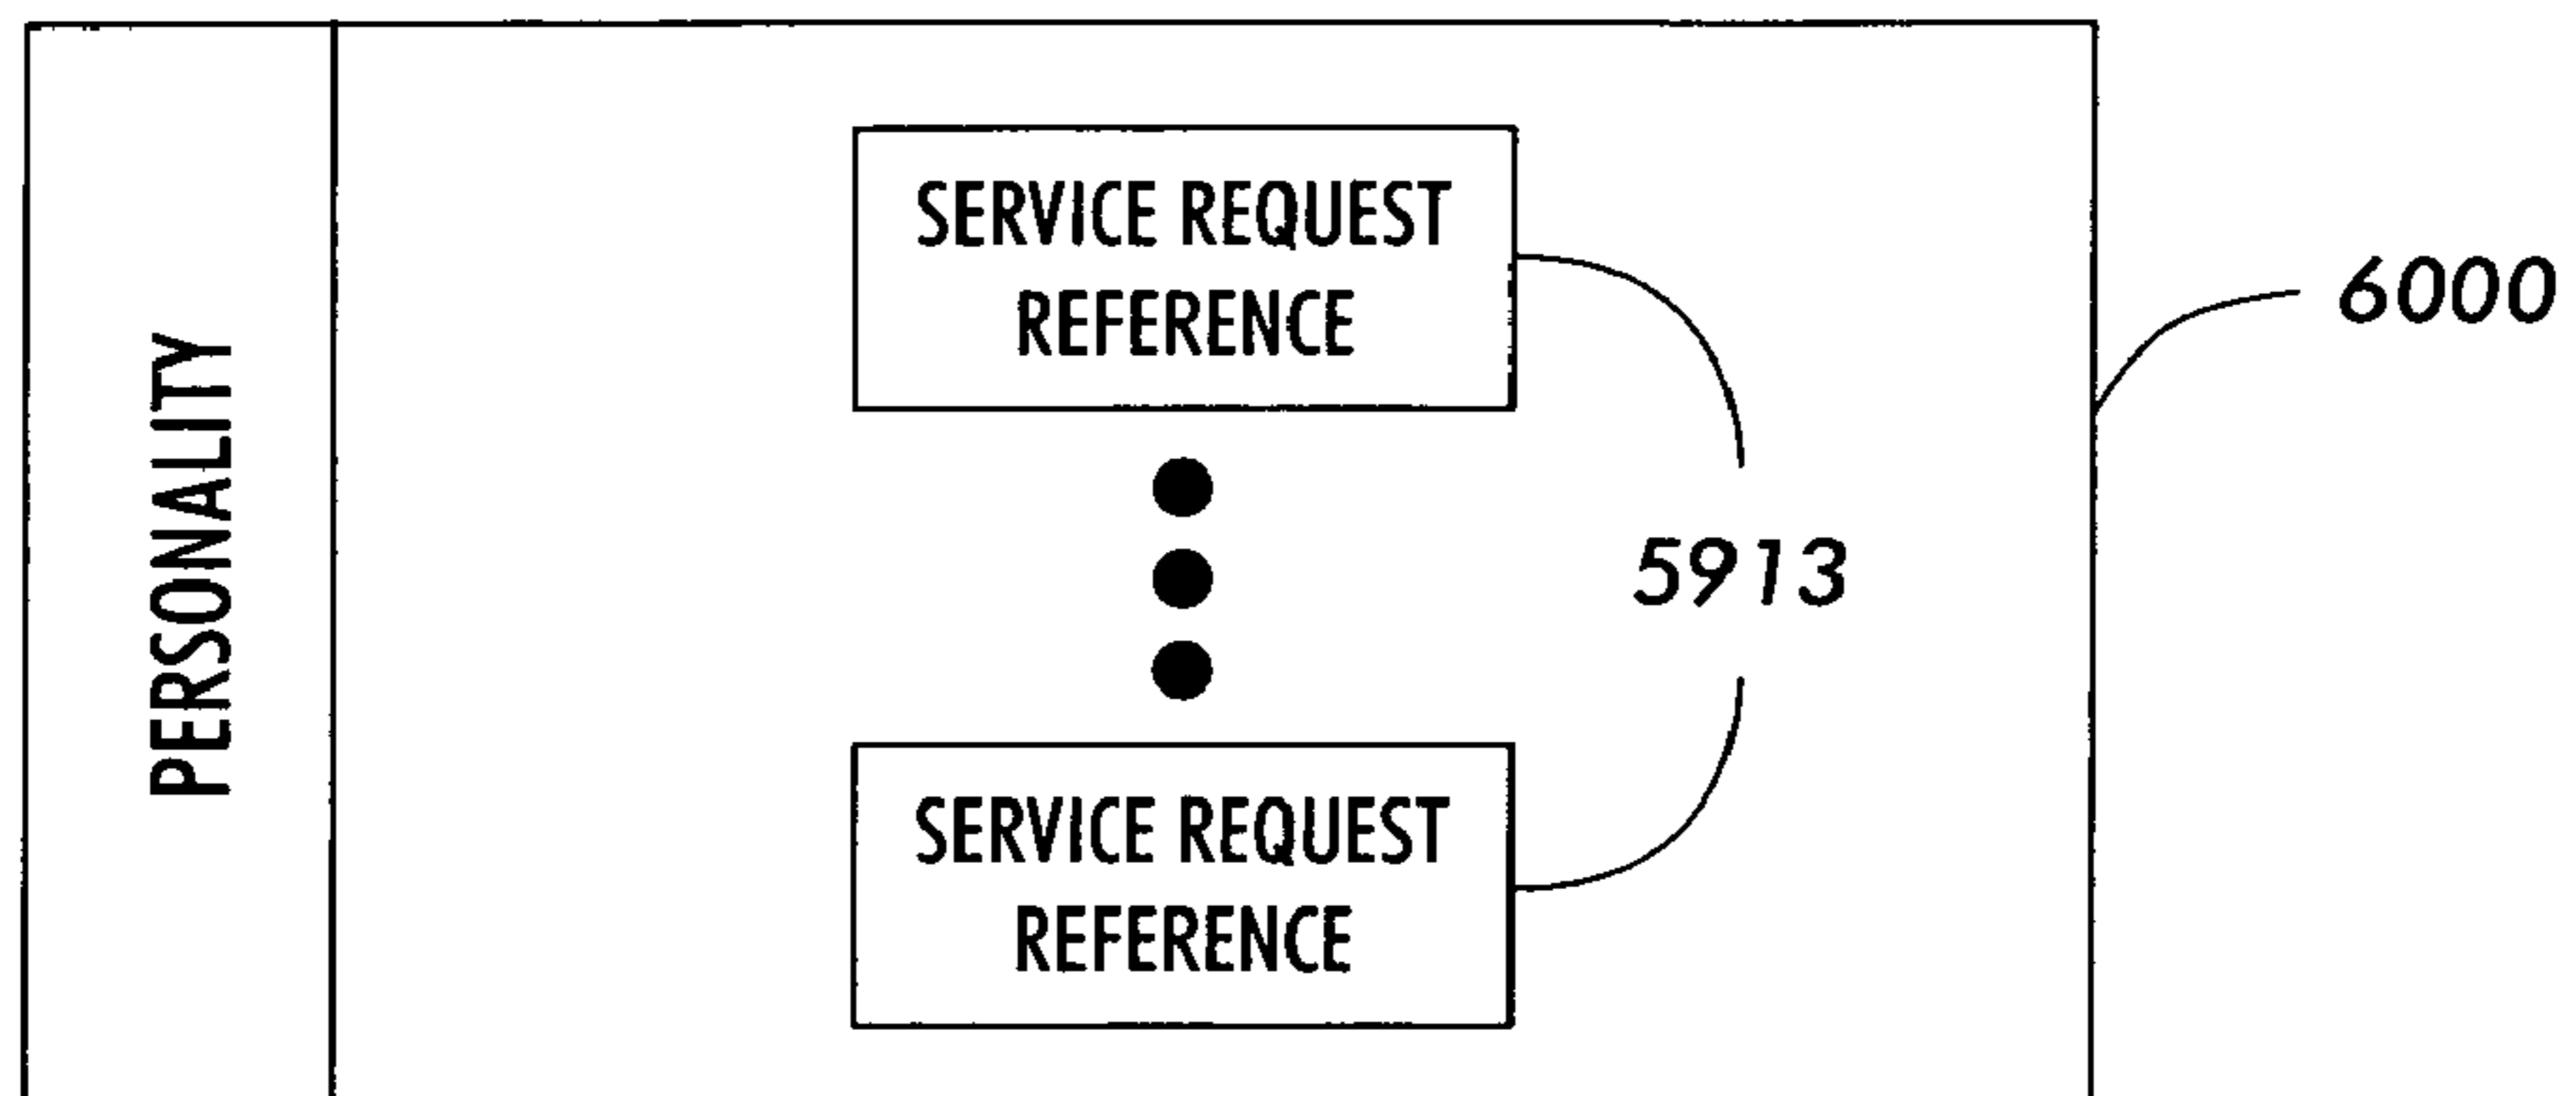 PERSONALITY
SERVICE REQUEST
REFERENCE
6000
5913
SERVICE REQUEST
REFERENCE